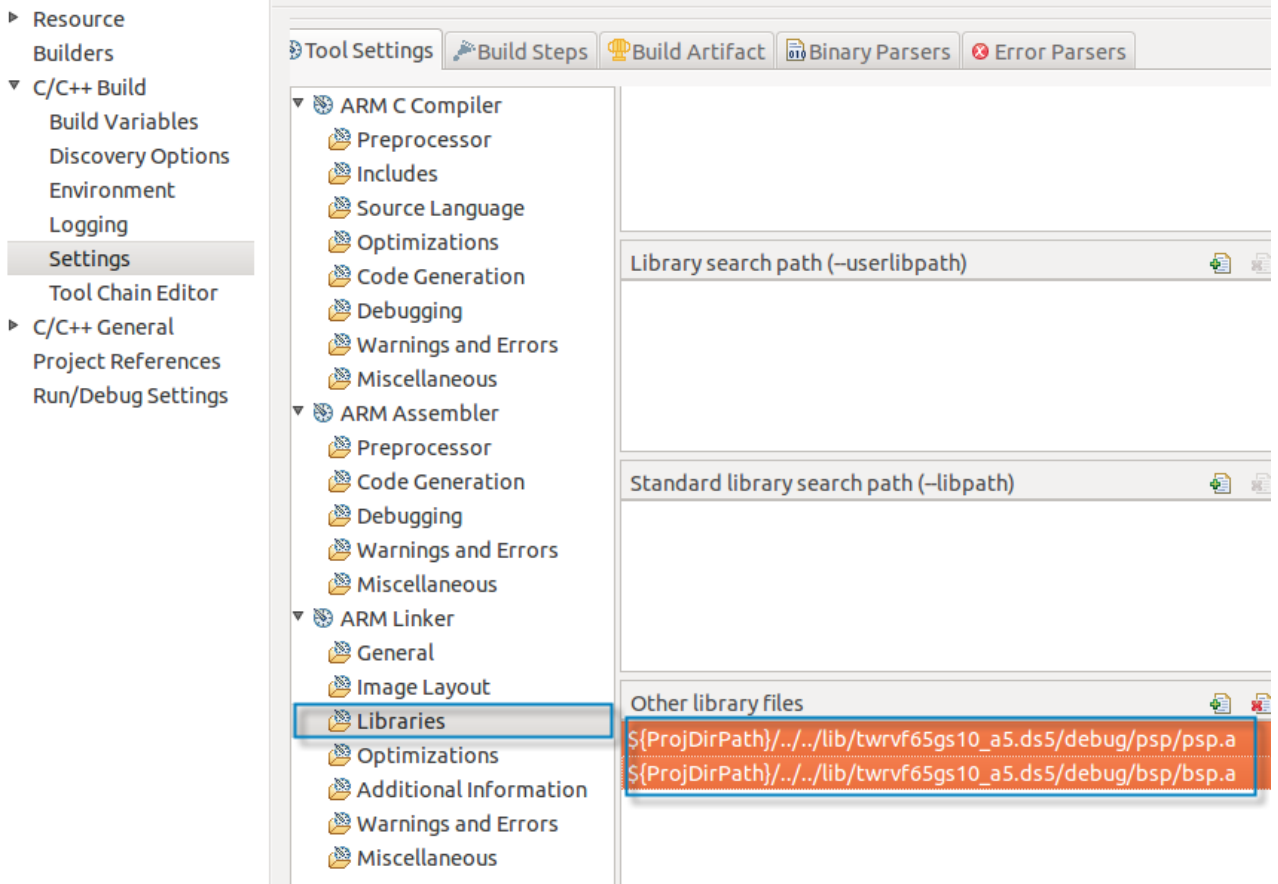 Resource
Builders
C/C++ Build
Build Variables
Discovery Options
Environment
Logging
Settings
Tool Chain Editor
C/C++ General
Project References
Run/Debug Settings
Tool Settings Build Steps Build Artifact Binary Parsers Error Parsers
ARM C Compiler
Preprocessor
Includes
Source Language
Optimizations
Code Generation
Debugging
Warnings and Errors
Miscellaneous
ARM Assembler
Preprocessor
Code Generation
Debugging
Warnings and Errors
Miscellaneous
ARM Linker
General
Image Layout
Libraries
Optimizations
Additional Information
Warnings and Errors
Miscellaneous
Library search path (--userlibpath)
Standard library search path (--libpath)
Other library files
${ProjDirPath}/../../lib/twrvf65gs10_a5.ds5/debug/psp/psp.a
${ProjDirPath}/../../lib/twrvf65gs10_a5.ds5/debug/bsp/bsp.a